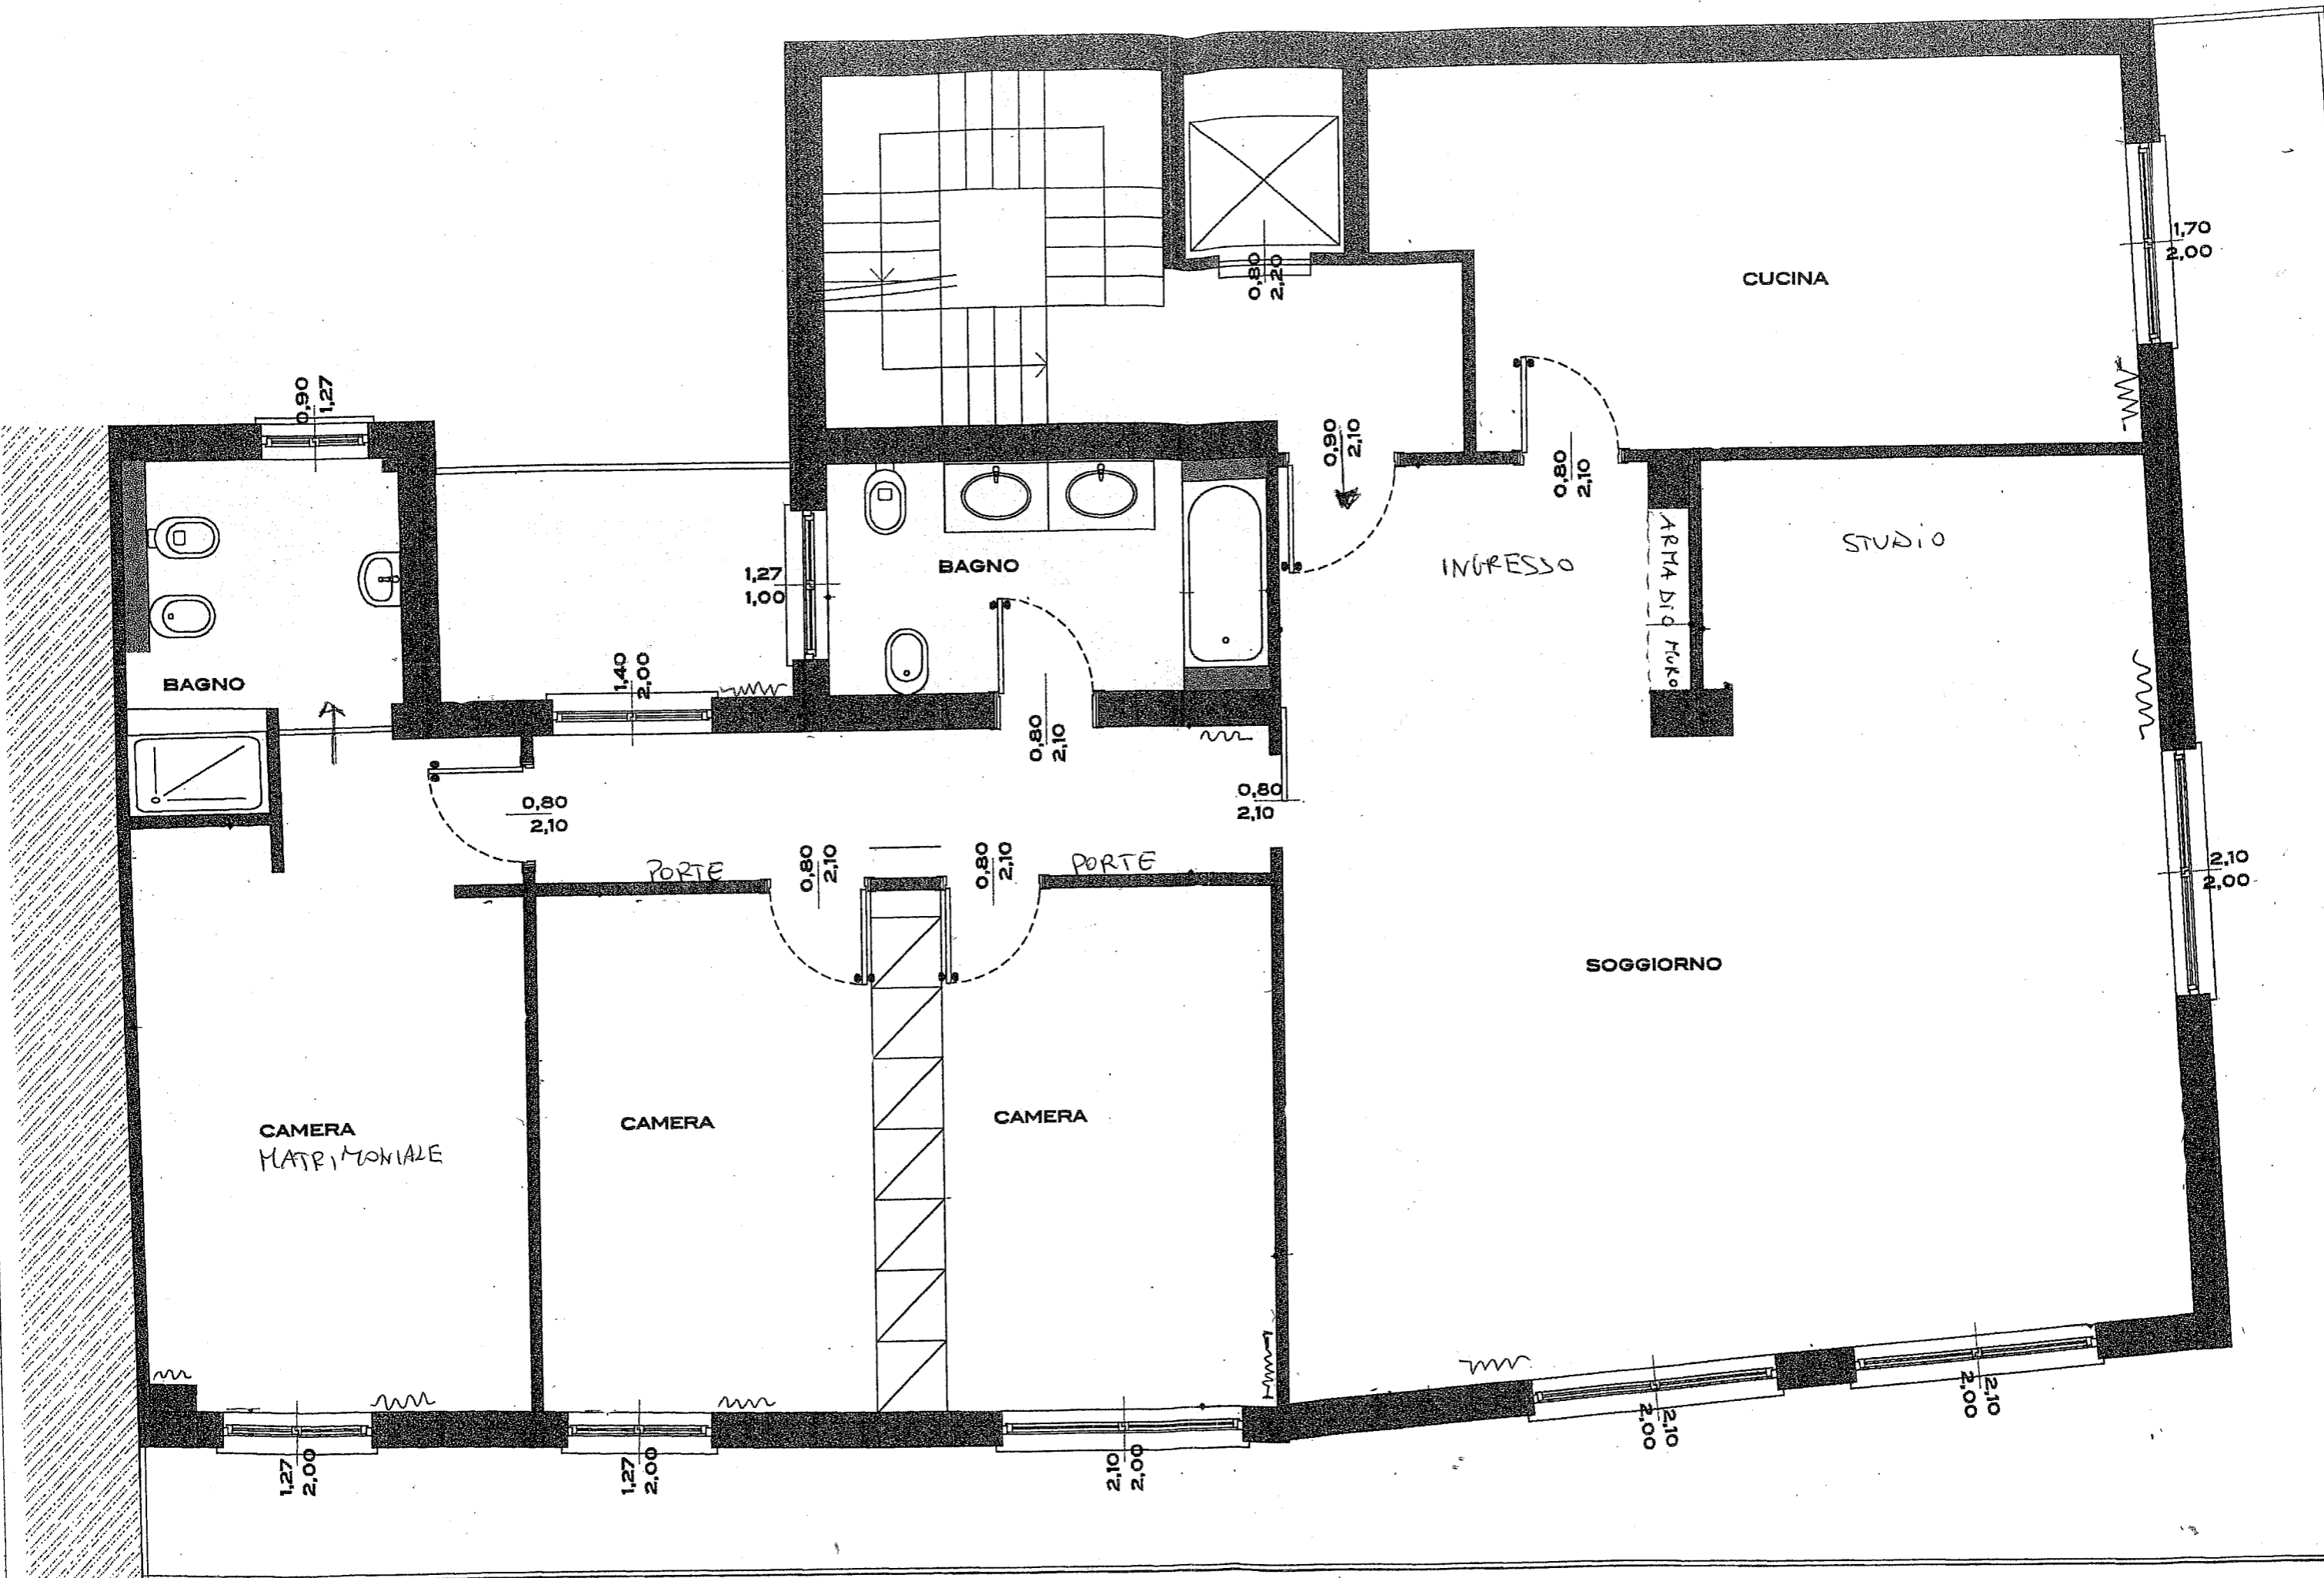 1,70
2,00
CUCINA
0,80
2,20
0,90
1,27
0,90
2,10
0,80
2,10
ARMADIO MURO
STUDIO
INGRESSO
BAGNO
1,27
1,00
1,40
2,00
BAGNO
0,80
2,10
0,80
2,10
0,80
2,10
PORTE
0,80
2,10
0,80
2,10
PORTE
2,10
2,00
SOGGIORNO
CAMERA
MATRIMONIALE
CAMERA
CAMERA
1,27
2,00
1,27
2,00
2,10
2,00
2,10
2,00
2,10
2,00